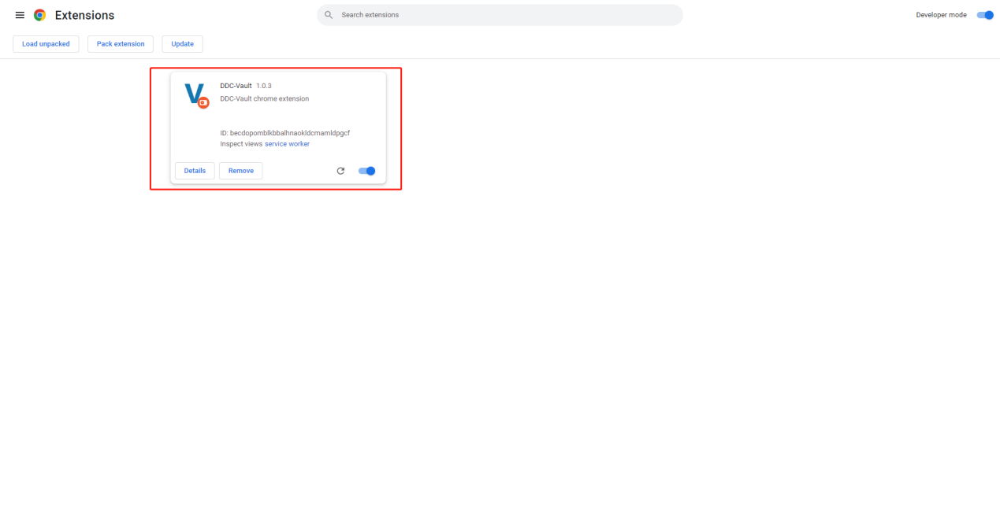 Extensions
Search extensions
Developer mode
Load unpacked
Pack extension
Update
DDC-Vault 1.0.3
DDC-Vault chrome extension
ID: becdopomblkbbalhnaokldcmamldpgcf
Inspect views service worker
Details
Remove